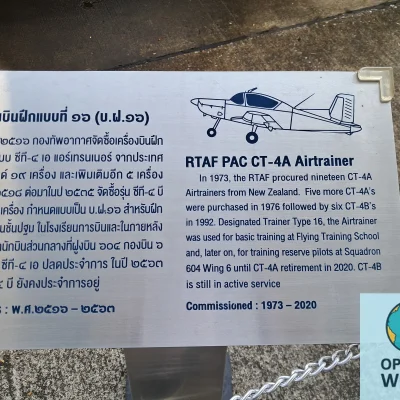 บินฝึกแบบที่ ๑๖ (บ.ฝ.๑๖)
๒๕๑๖ กองทัพอากาศจัดซื้อเครื่องบินฝึก
แบบ ซีที-๔ เอ แอร์เทรนเนอร์ จากประเทศ
๑๙ เครื่อง และเพิ่มเติมอีก ๕ เครื่อง
๒๕๑๘ ต่อมาในปี ๒๕๓๕ จัดซื้อรุ่น ซีที-๔ บี
เครื่อง กำหนดแบบเป็น บ.ฝ.๑๖ สำหรับฝึก
ชั้นปฐม ในโรงเรียนการบินและในภายหลัง
นักบินส่วนกลางที่ฝูงบิน ๖๐๔ กองบิน ๖
ซีที-๔ เอ ปลดประจำการ ในปี ๒๕๖๓
๔ บี ยังคงประจำการอยู่
: พ.ศ.๒๕๑๖ – ๒๕๖๓
RTAF PAC CT-4A Airtrainer
In 1973, the RTAF procured nineteen CT-4A
Airtrainers from New Zealand. Five more CT-4A's
were purchased in 1976 followed by six CT-4B's
in 1992. Designated Trainer Type 16, the Airtrainer
was used for basic training at Flying Training School
and, later on, for training reserve pilots at Squadron
604 Wing 6 until CT-4A retirement in 2020. CT-4B
is still in active service
Commissioned : 1973 – 2020
OP
W